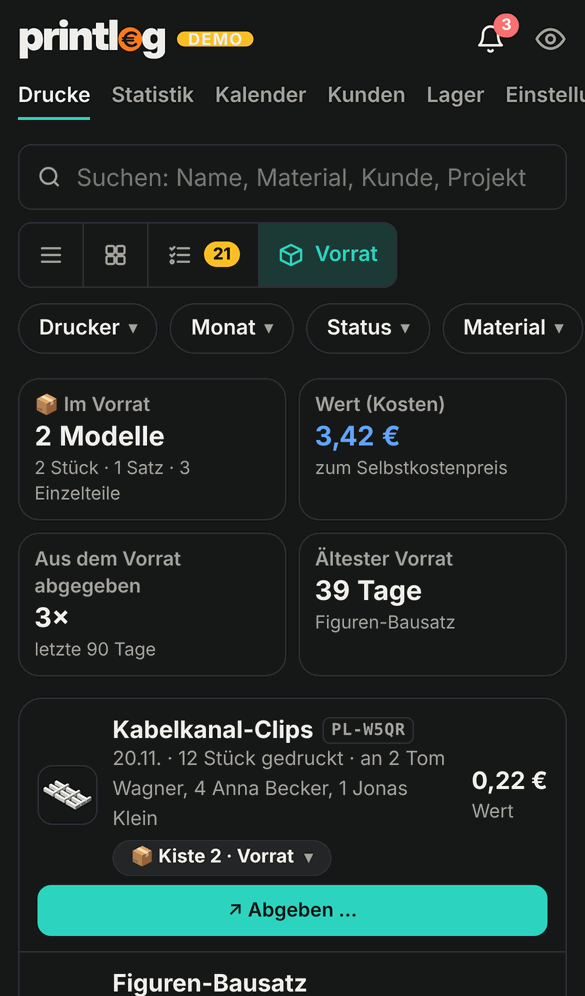 printl€g DEMO 3
Drucke Statistik Kalender Kunden Lager Einstellu
Suchen: Name, Material, Kunde, Projekt
21 Vorrat
Drucker ▾ Monat ▾ Status ▾ Material ▾
Im Vorrat
2 Modelle
2 Stück · 1 Satz · 3
Einzelteile
Wert (Kosten)
3,42 €
zum Selbstkostenpreis
Aus dem Vorrat
abgegeben
3×
letzte 90 Tage
Ältester Vorrat
39 Tage
Figuren-Bausatz
Kabelkanal-Clips PL-W5QR
20.11. · 12 Stück gedruckt · an 2 Tom
Wagner, 4 Anna Becker, 1 Jonas
Klein
0,22 €
Wert
Kiste 2 · Vorrat ▾
↗ Abgeben ...
Figuren-Bausatz